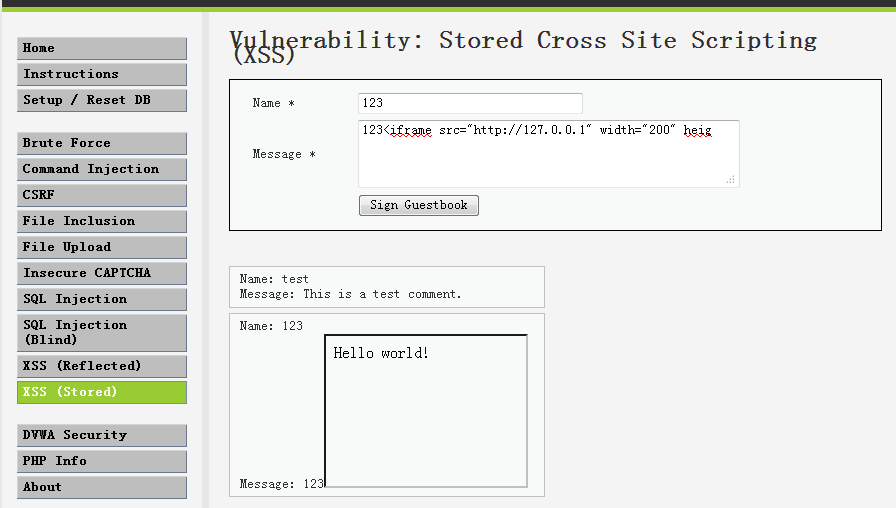 Home
Instructions
Setup / Reset DB
Brute Force
Command Injection
CSRF
File Inclusion
File Upload
Insecure CAPTCHA
SQL Injection
SQL Injection
(Blind)
XSS (Reflected)
XSS (Stored)
DVWA Security
PHP Info
About
Vulnerability: Stored Cross Site Scripting
(XSS)
Name *
123
Message *
123<iframe src="http://127.0.0.1" width="200" heig
Sign Guestbook
Name: test
Message: This is a test comment.
Name: 123
Hello world!
Message: 123